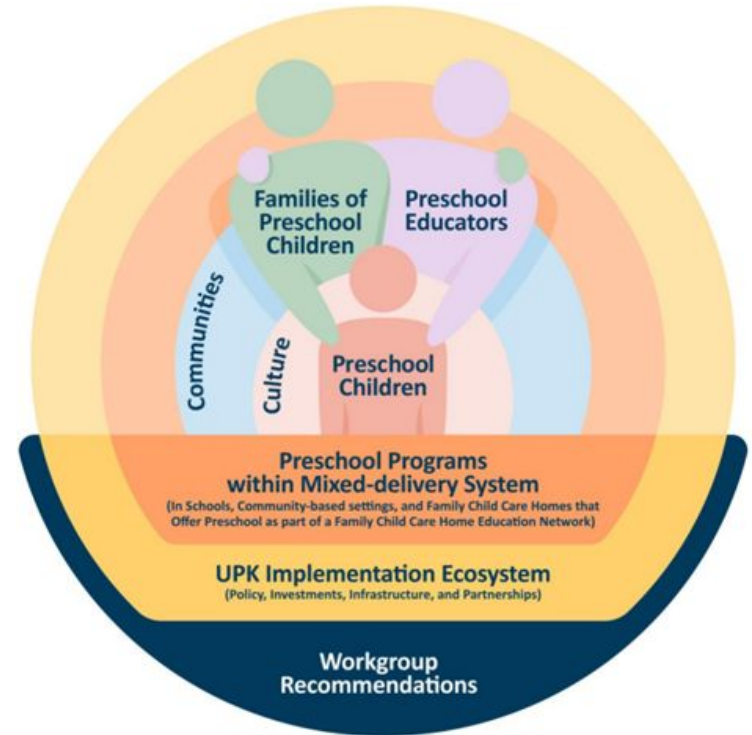 Families of
Preschool
Children
Preschool
Educators
Communities
Culture
Preschool
Children
Preschool Programs
within Mixed-delivery System
(In Schools, Community-based settings, and Family Child Care Homes that
Offer Preschool as part of a Family Child Care Home Education Network)
UPK Implementation Ecosystem
(Policy, Investments, Infrastructure, and Partnerships)
Workgroup
Recommendations